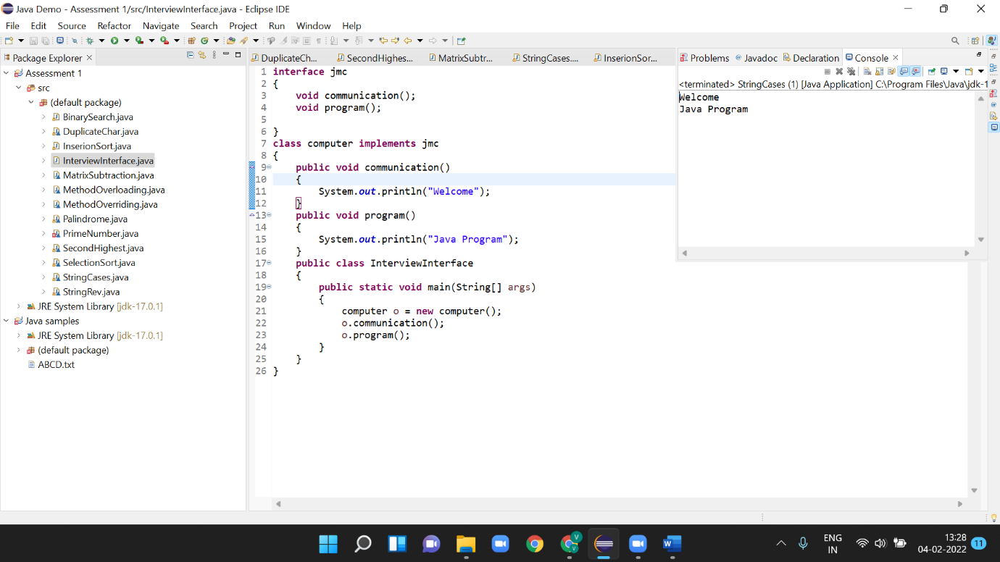 Java Demo - Assessment 1/src/InterviewInterface.java - Eclipse IDE
File Edit Source Refactor Navigate Search Project Run Window Help
Package Explorer
Assessment 1
src
(default package)
BinarySearch.java
DuplicateChar.java
InserionSort.java
InterviewInterface.java
MatrixSubtraction.java
MethodOverloading.java
MethodOverriding.java
Palindrome.java
PrimeNumber.java
SecondHighest.java
SelectionSort.java
StringCases.java
StringRev.java
JRE System Library [jdk-17.0.1]
Java samples
JRE System Library [jdk-17.0.1]
(default package)
ABCD.txt
DuplicateCh... SecondHighes... MatrixSubtr... StringCases.... InserionSor...
1 interface jmc
2 {
3 void communication();
4 void program();
5
6 }
7 class computer implements jmc
8 {
9 public void communication()
10 {
11 System.out.println("Welcome");
12 }
13 public void program()
14 {
15 System.out.println("Java Program");
16 }
17 public class InterviewInterface
18 {
19 public static void main(String[] args)
20 {
21 computer o = new computer();
22 o.communication();
23 o.program();
24 }
25 }
26 }
Problems Javadoc Declaration Console
<terminated> StringCases (1) [Java Application] C:\Program Files\Java\jdk-1
Welcome
Java Program
ENG
IN
13:28
04-02-2022
11